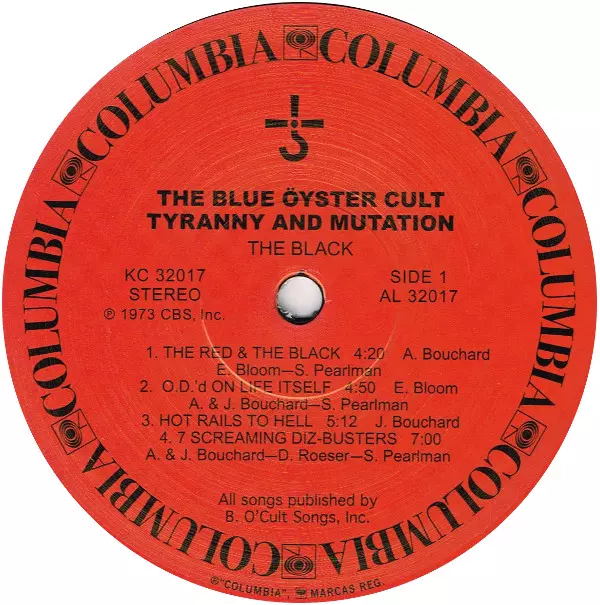 COLUMBIA COLUMBIA COLUMBIA COLUMBIA COLUMBIA COLUMBIA
THE BLUE ÖYSTER CULT
TYRANNY AND MUTATION
THE BLACK
KC 32017 SIDE 1
STEREO AL 32017
℗ 1973 CBS, Inc.
1. THE RED & THE BLACK 4:20 A. Bouchard
E. Bloom–S. Pearlman
2. O.D.'d ON LIFE ITSELF 4:50 E. Bloom
A. & J. Bouchard–S. Pearlman
3. HOT RAILS TO HELL 5:12 J. Bouchard
4. 7 SCREAMING DIZ-BUSTERS 7:00
A. & J. Bouchard–D. Roeser–S. Pearlman
All songs published by
B. O'Cult Songs, Inc.
®"COLUMBIA", MARCAS REG.